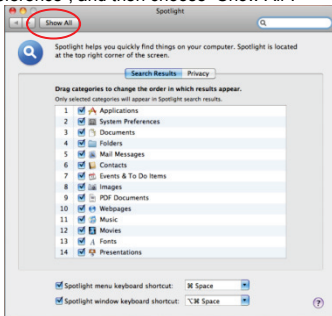 erence", and then choose "Show All".
Spotlight
Show All
Spotlight helps you quickly find things on your computer. Spotlight is located
at the top right corner of the screen.
Search Results Privacy
Drag categories to change the order in which results appear.
Only selected categories will appear in Spotlight search results.
1 Applications
2 System Preferences
3 Documents
4 Folders
5 Mail Messages
6 Contacts
7 Events & To Do Items
8 Images
9 PDF Documents
10 Webpages
11 Music
12 Movies
13 Fonts
14 Presentations
Spotlight menu keyboard shortcut: ⌘ Space
Spotlight window keyboard shortcut: ⌥⌘ Space
?